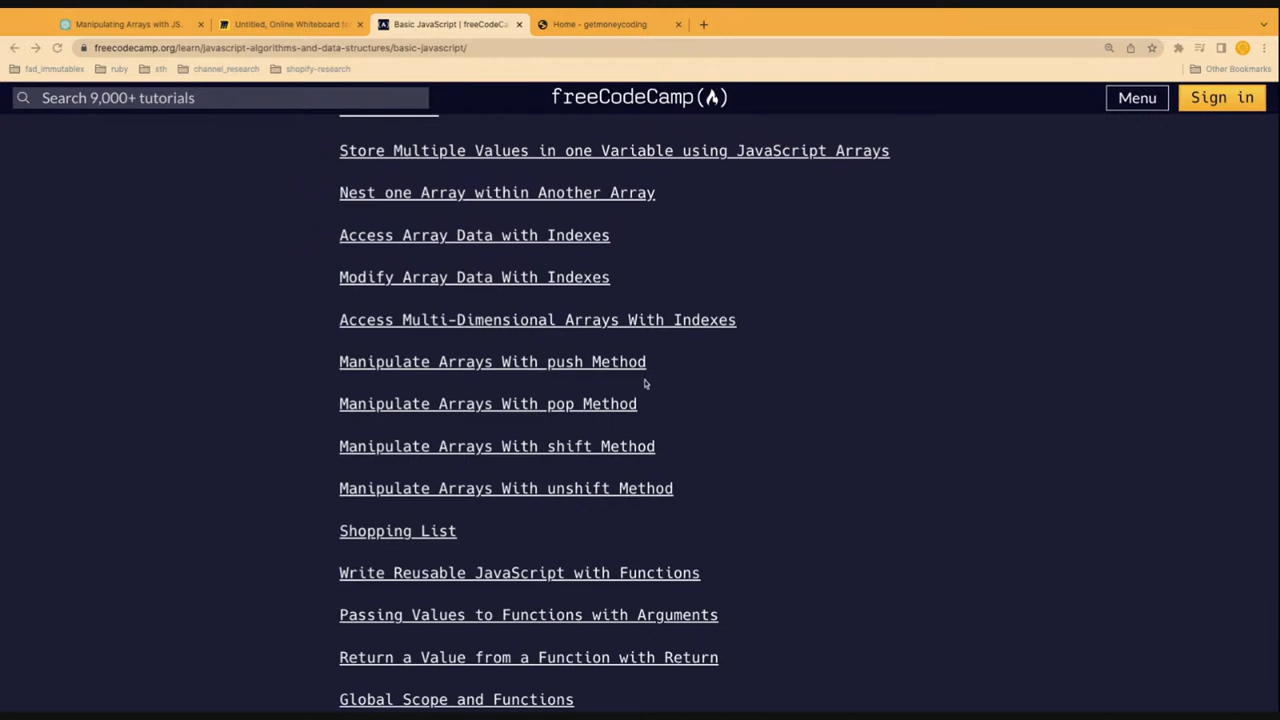 Manipulating Arrays with JS.
Untitled, Online Whiteboard fo
Basic JavaScript | freeCodeCa
Home - getmoneycoding
freecodecamp.org/learn/javascript-algorithms-and-data-structures/basic-javascript/
fad_immutablex
ruby
sth
channel_research
shopify-research
Other Bookmarks
Search 9,000+ tutorials
freeCodeCamp
Menu
Sign in
Store Multiple Values in one Variable using JavaScript Arrays
Nest one Array within Another Array
Access Array Data with Indexes
Modify Array Data With Indexes
Access Multi-Dimensional Arrays With Indexes
Manipulate Arrays With push Method
Manipulate Arrays With pop Method
Manipulate Arrays With shift Method
Manipulate Arrays With unshift Method
Shopping List
Write Reusable JavaScript with Functions
Passing Values to Functions with Arguments
Return a Value from a Function with Return
Global Scope and Functions